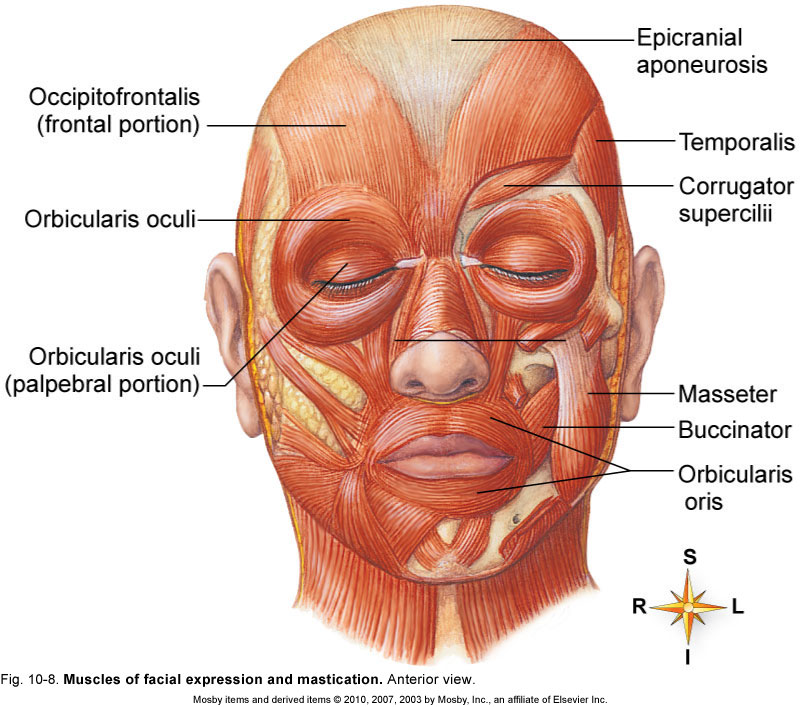 Epicranial
aponeurosis
Occipitofrontalis
(frontal portion)
Temporalis
Corrugator
supercilii
Orbicularis oculi
Orbicularis oculi
(palpebral portion)
Masseter
Buccinator
Orbicularis
oris
S
R L
I
Fig. 10-8. Muscles of facial expression and mastication. Anterior view.
Mosby items and derived items © 2010, 2007, 2003 by Mosby, Inc., an affiliate of Elsevier Inc.